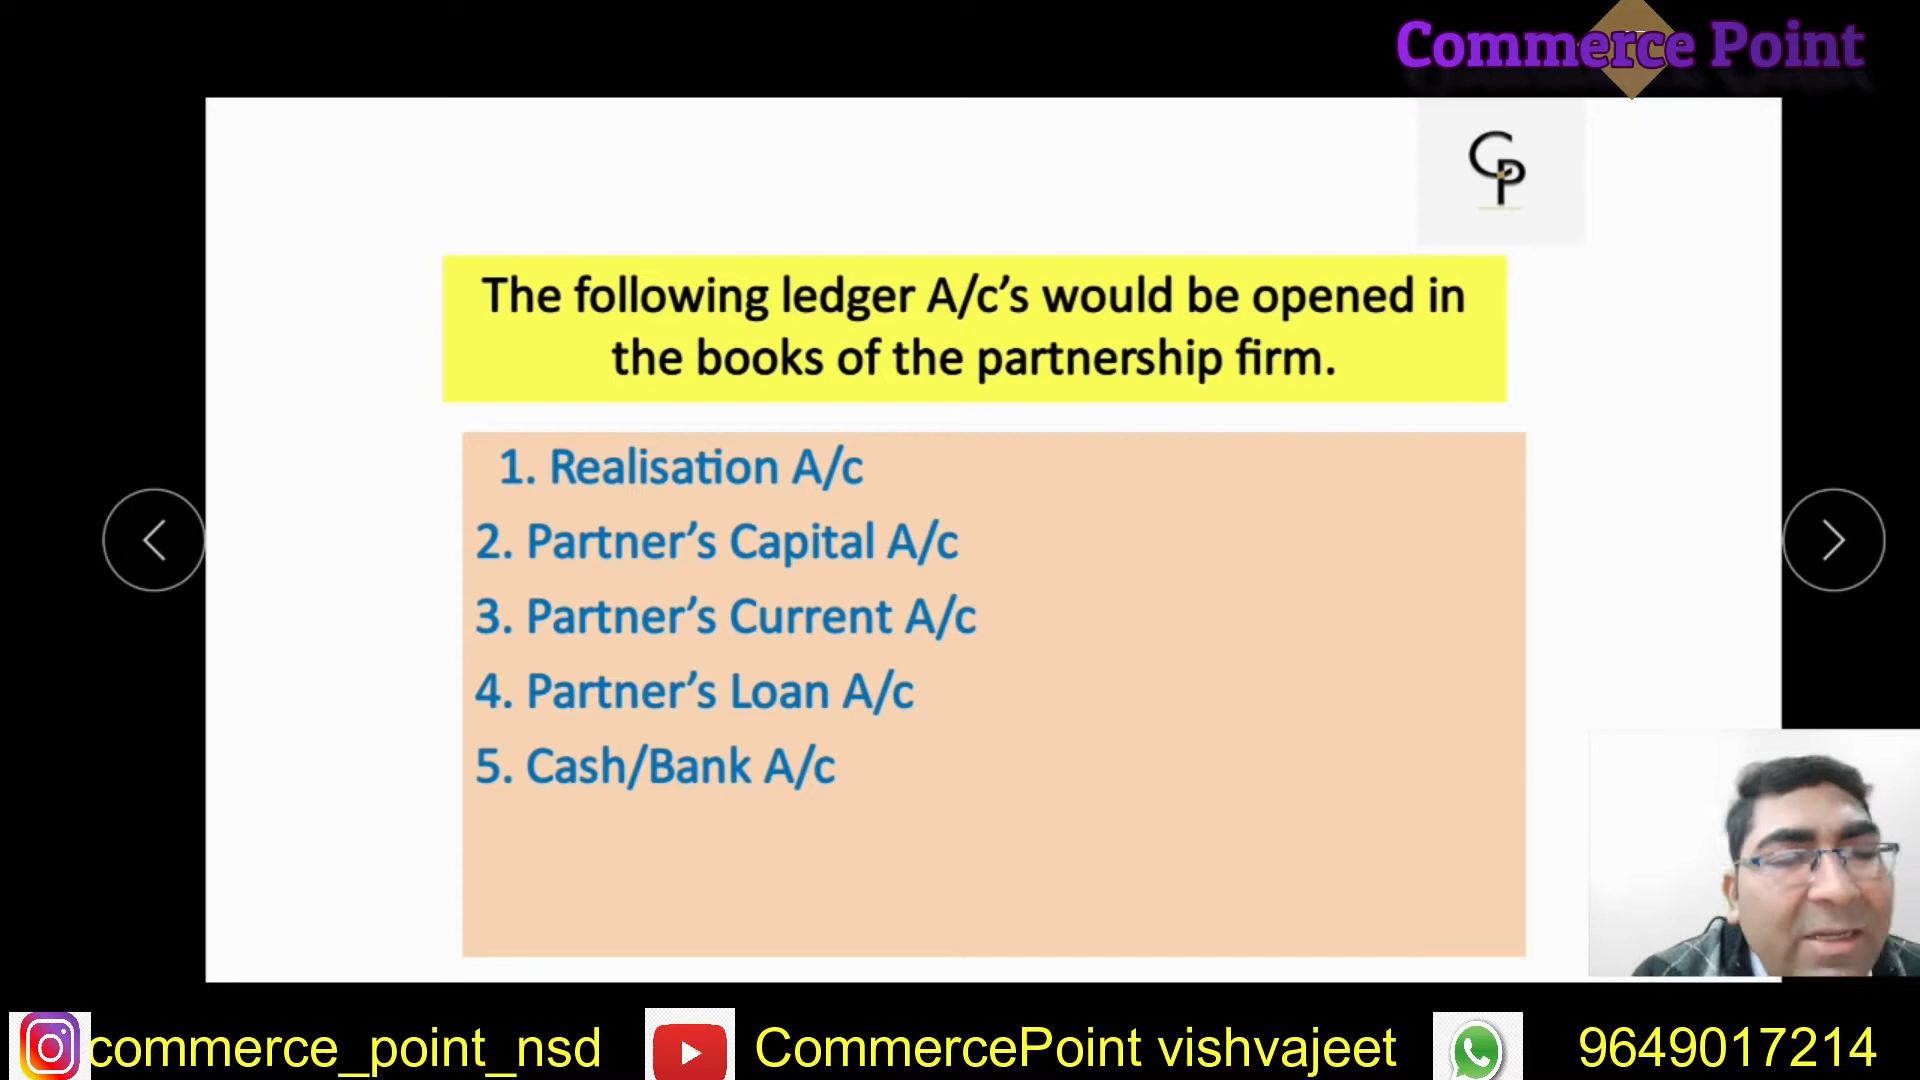 Commerce Point
CP
The following ledger A/c’s would be opened in
the books of the partnership firm.
1. Realisation A/c
2. Partner’s Capital A/c
3. Partner’s Current A/c
4. Partner’s Loan A/c
5. Cash/Bank A/c
commerce_point_nsd CommercePoint vishvajeet 9649017214